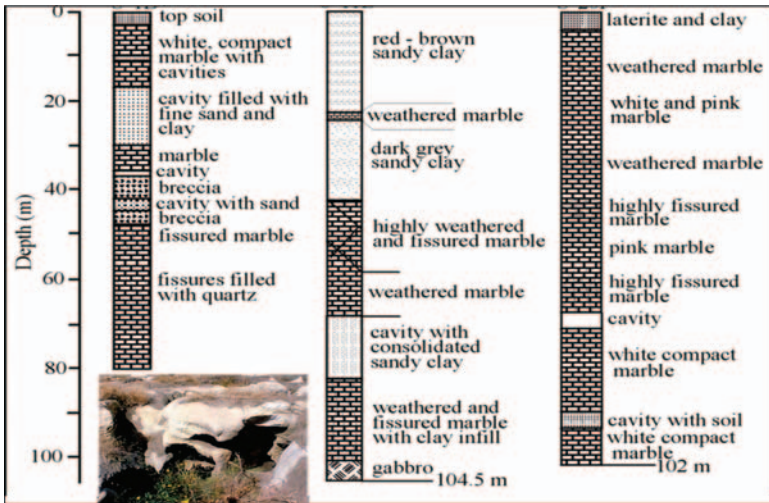 Depth (m)
0
20
40
60
80
100
top soil
white, compact
marble with
cavities
cavity filled with
fine sand and
clay
marble
cavity
breccia
cavity with sand
breccia
fissured marble
fissures filled
with quartz
red - brown
sandy clay
weathered marble
dark grey
sandy clay
highly weathered
and fissured marble
weathered marble
cavity with
consolidated
sandy clay
weathered and
fissured marble
with clay infill
gabbro
104.5 m
laterite and clay
weathered marble
white and pink
marble
weathered marble
highly fissured
marble
pink marble
highly fissured
marble
cavity
white compact
marble
cavity with soil
white compact
marble
102 m